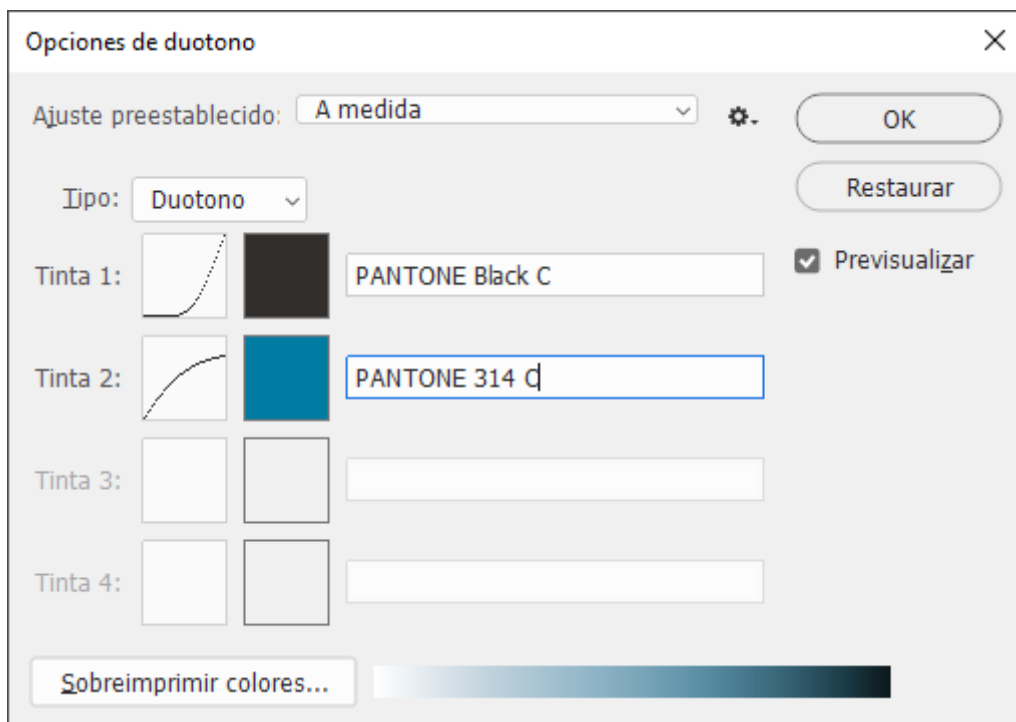 Opciones de duotono
Ajuste preestablecido: A medida
OK
Tipo: Duotono
Restaurar
Tinta 1: PANTONE Black C
Previsualizar
Tinta 2: PANTONE 314 C
Tinta 3:
Tinta 4:
Sobreimprimir colores...